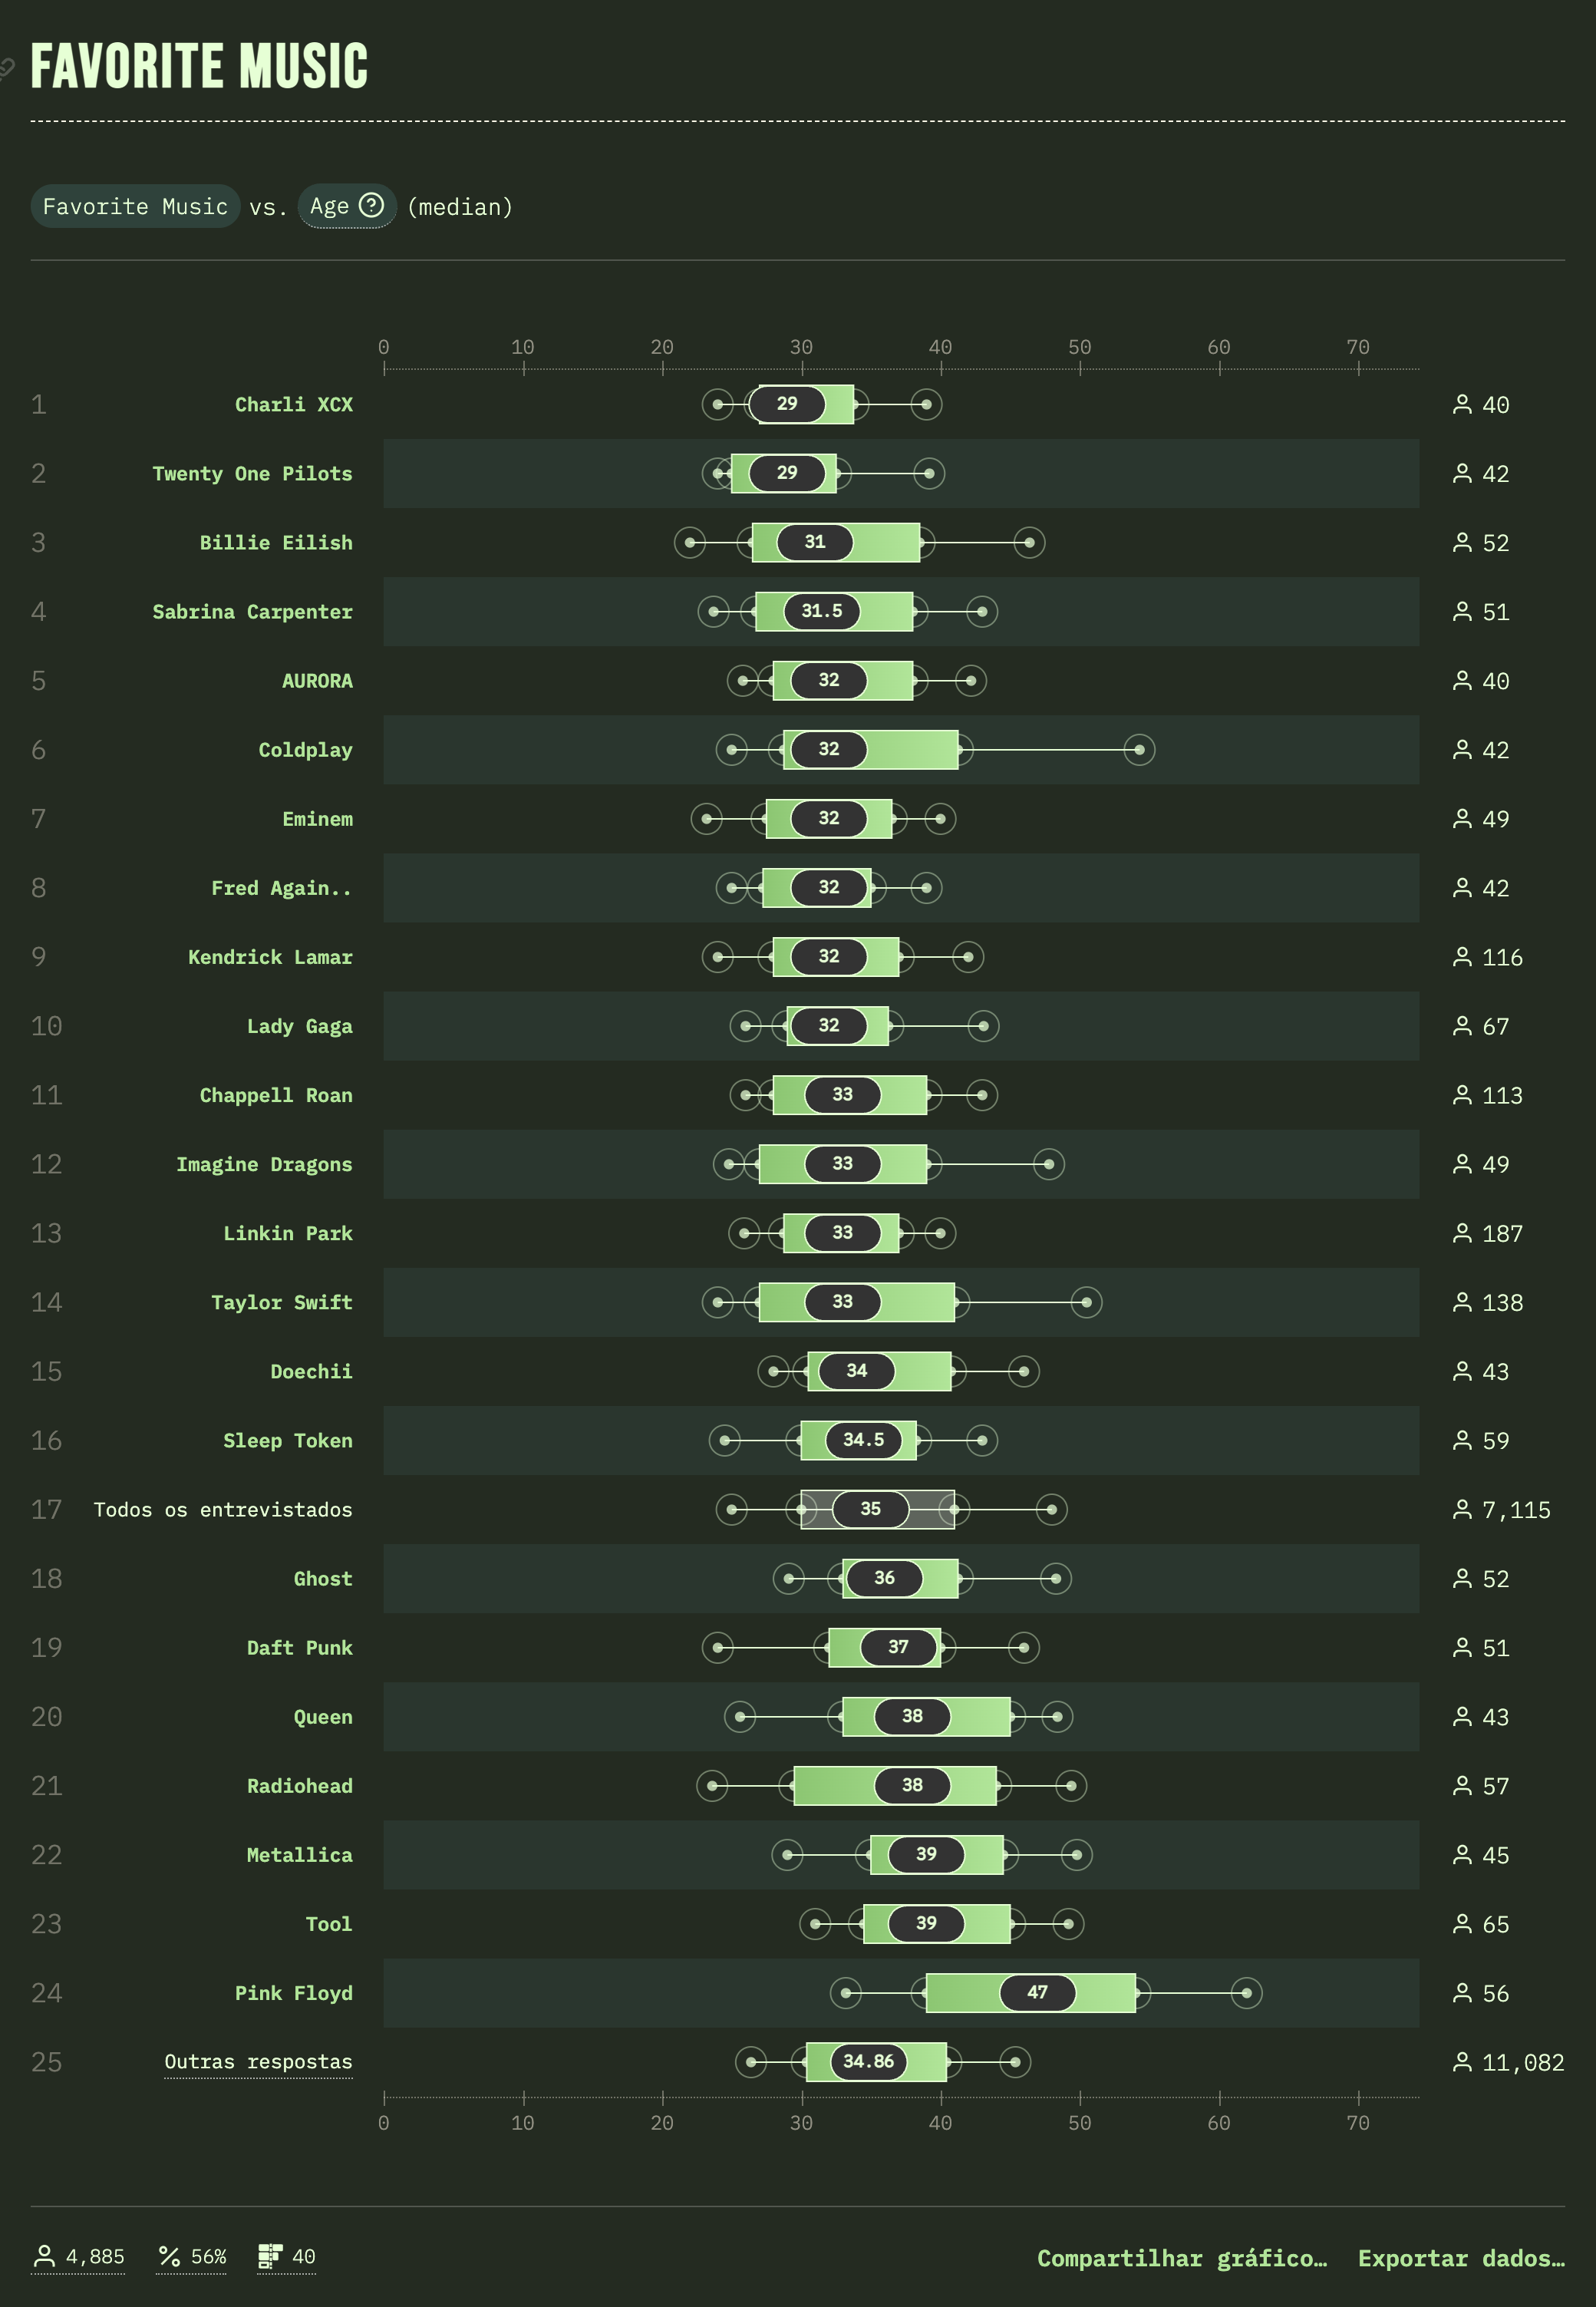 FAVORITE MUSIC
Favorite Music vs. Age (median)
0 10 20 30 40 50 60 70
1 Charli XCX 29 40
2 Twenty One Pilots 29 42
3 Billie Eilish 31 52
4 Sabrina Carpenter 31.5 51
5 AURORA 32 40
6 Coldplay 32 42
7 Eminem 32 49
8 Fred Again.. 32 42
9 Kendrick Lamar 32 116
10 Lady Gaga 32 67
11 Chappell Roan 33 113
12 Imagine Dragons 33 49
13 Linkin Park 33 187
14 Taylor Swift 33 138
15 Doechii 34 43
16 Sleep Token 34.5 59
17 Todos os entrevistados 35 7,115
18 Ghost 36 52
19 Daft Punk 37 51
20 Queen 38 43
21 Radiohead 38 57
22 Metallica 39 45
23 Tool 39 65
24 Pink Floyd 47 56
25 Outras respostas 34.86 11,082
0 10 20 30 40 50 60 70
4,885 56% 40 Compartilhar gráfico… Exportar dados…